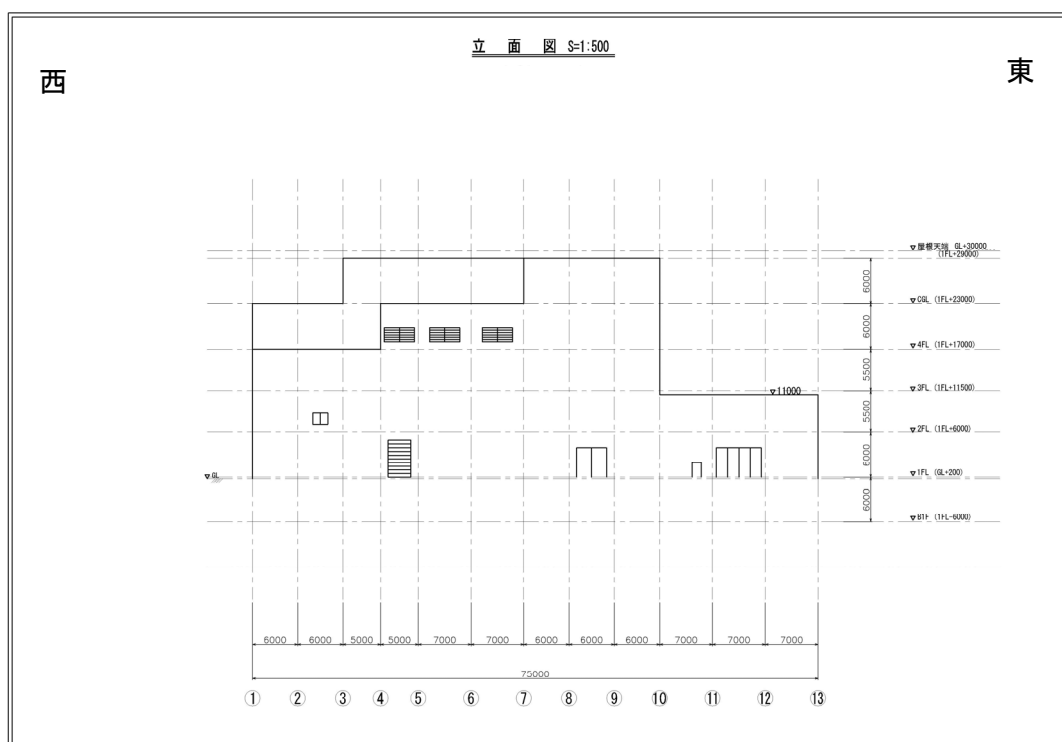 立 面 図 S=1:500
西
東
屋根天端 GL+30000
(1FL+29000)
6000
CGL (1FL+23000)
6000
4FL (1FL+17000)
5500
3FL (1FL+11500)
11000
5500
2FL (1FL+6000)
6000
GL
1FL (GL+200)
6000
B1F (1FL-6000)
6000 6000 5000 5000 7000 7000 6000 6000 6000 7000 7000 7000
75000
① ② ③ ④ ⑤ ⑥ ⑦ ⑧ ⑨ ⑩ ⑪ ⑫ ⑬